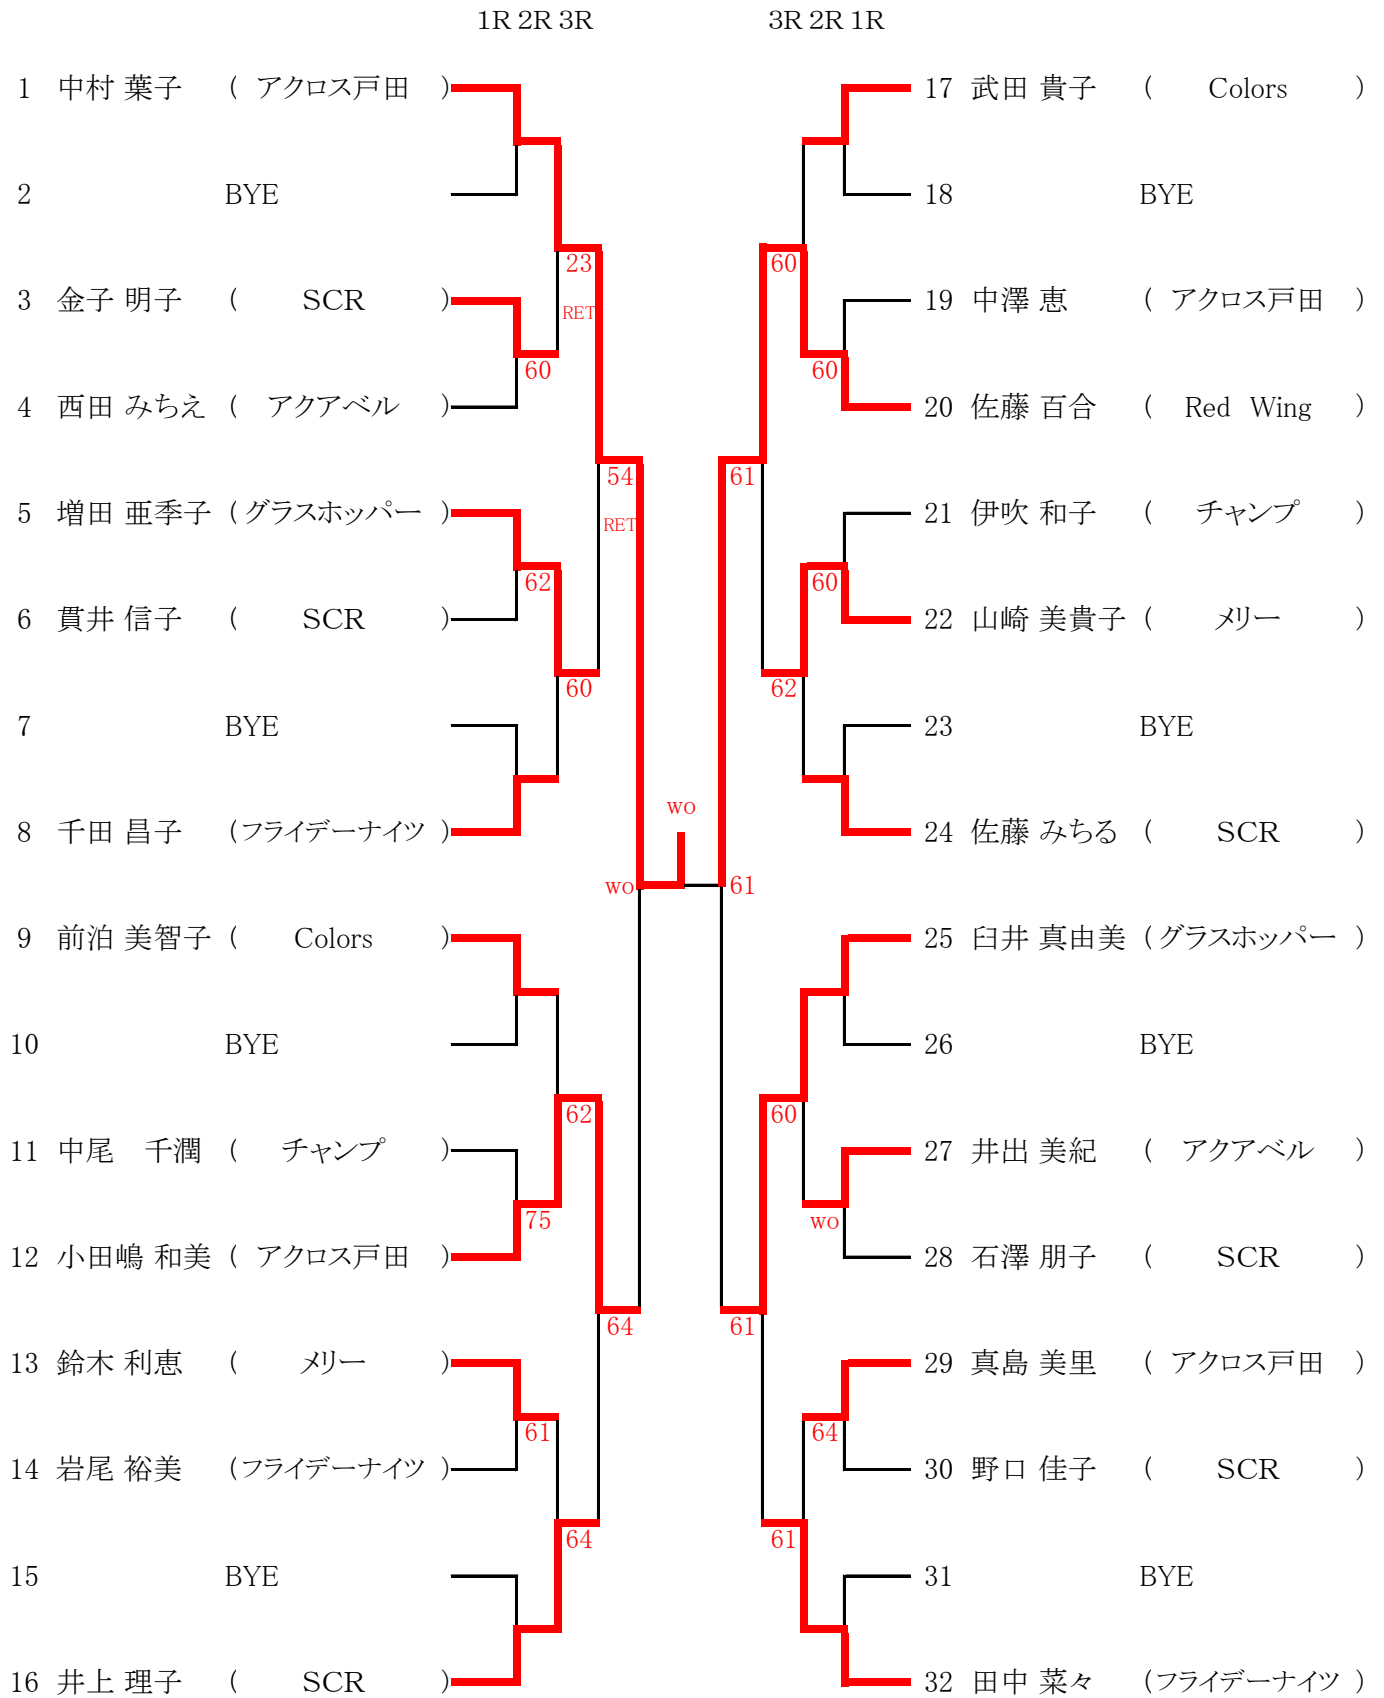 1R 2R 3R 3R 2R 1R
1 中村 葉子 ( アクロス戸田 ) 17 武田 貴子 ( Colors )
2 BYE 18 BYE
23 60
3 金子 明子 ( SCR ) RET 19 中澤 恵 ( アクロス戸田 )
60 60
4 西田 みちえ ( アクアベル ) 20 佐藤 百合 ( Red Wing )
54 61
5 増田 亜季子 ( グラスホッパー ) RET 21 伊吹 和子 ( チャンプ )
62 60
6 貫井 信子 ( SCR ) 22 山崎 美貴子 ( メリー )
60 62
7 BYE 23 BYE
wo
8 千田 昌子 ( フライデーナイツ ) 24 佐藤 みちる ( SCR )
wo 61
9 前泊 美智子 ( Colors ) 25 臼井 真由美 ( グラスホッパー )
10 BYE 26 BYE
62 60
11 中尾 千潤 ( チャンプ ) 27 井出 美紀 ( アクアベル )
75 wo
12 小田嶋 和美 ( アクロス戸田 ) 28 石澤 朋子 ( SCR )
64 61
13 鈴木 利恵 ( メリー ) 29 真島 美里 ( アクロス戸田 )
61 64
14 岩尾 裕美 ( フライデーナイツ ) 30 野口 佳子 ( SCR )
64 61
15 BYE 31 BYE
16 井上 理子 ( SCR ) 32 田中 菜々 ( フライデーナイツ )